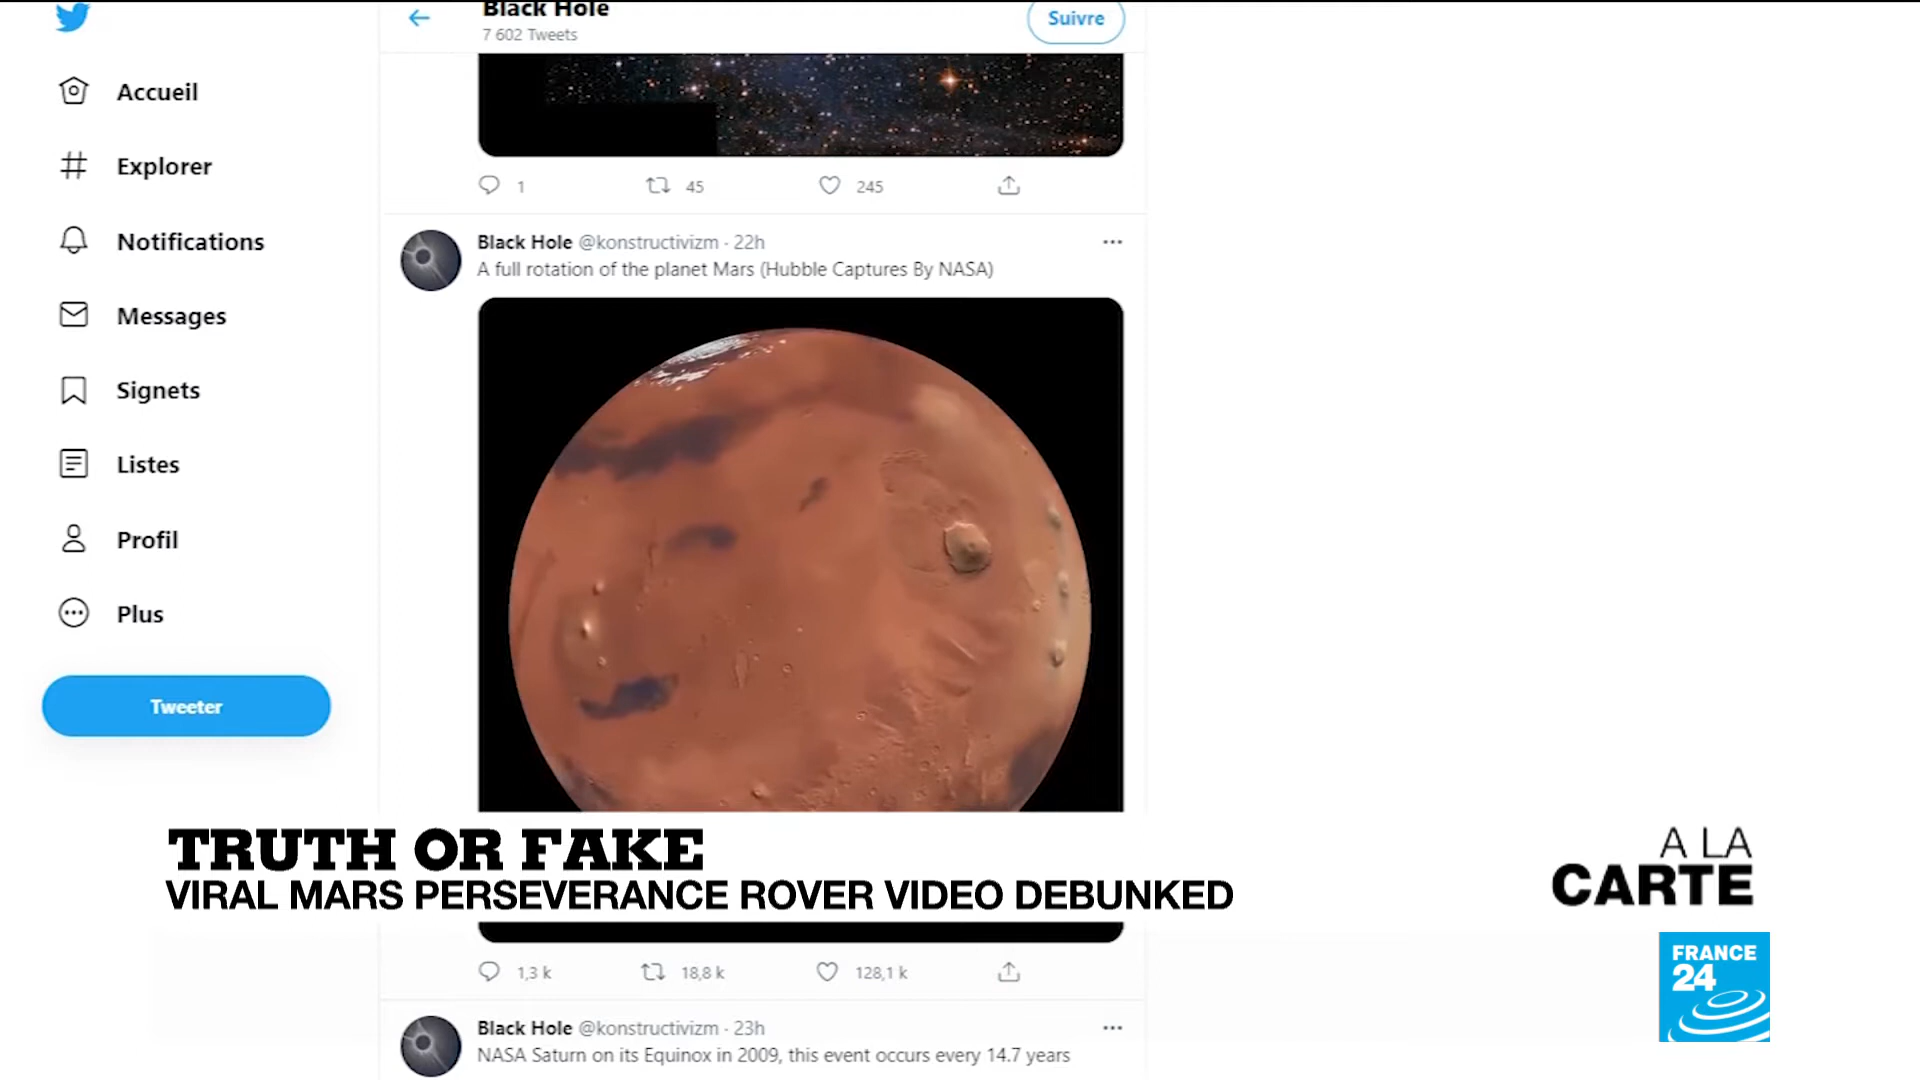 Black Hole
7 602 Tweets
Suivre
Accueil
Explorer
Notifications
Messages
Signets
Listes
Profil
Plus
Tweeter
1 45 245
Black Hole @konstructivizm · 22h
A full rotation of the planet Mars (Hubble Captures By NASA)
TRUTH OR FAKE
VIRAL MARS PERSEVERANCE ROVER VIDEO DEBUNKED
A LA
CARTE
FRANCE
24
1,3 k 18,8 k 128,1 k
Black Hole @konstructivizm · 23h
NASA Saturn on its Equinox in 2009, this event occurs every 14.7 years